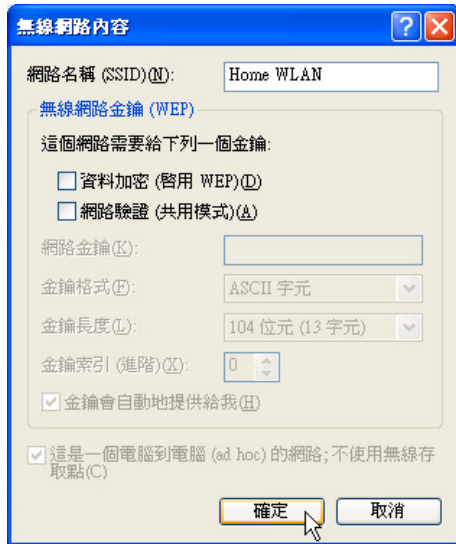 無線網路內容
網路名稱 (SSID)(N): Home WLAN
無線網路金鑰 (WEP)
這個網路需要給下列一個金鑰:
資料加密 (啓用 WEP)(D)
網路驗證 (共用模式)(A)
網路金鑰(K):
金鑰格式(F): ASCII 字元
金鑰長度(L): 104 位元 (13 字元)
金鑰索引 (進階)(X): 0
金鑰會自動地提供給我(H)
這是一個電腦到電腦 (ad hoc) 的網路;不使用無線存
取點(C)
確定 取消